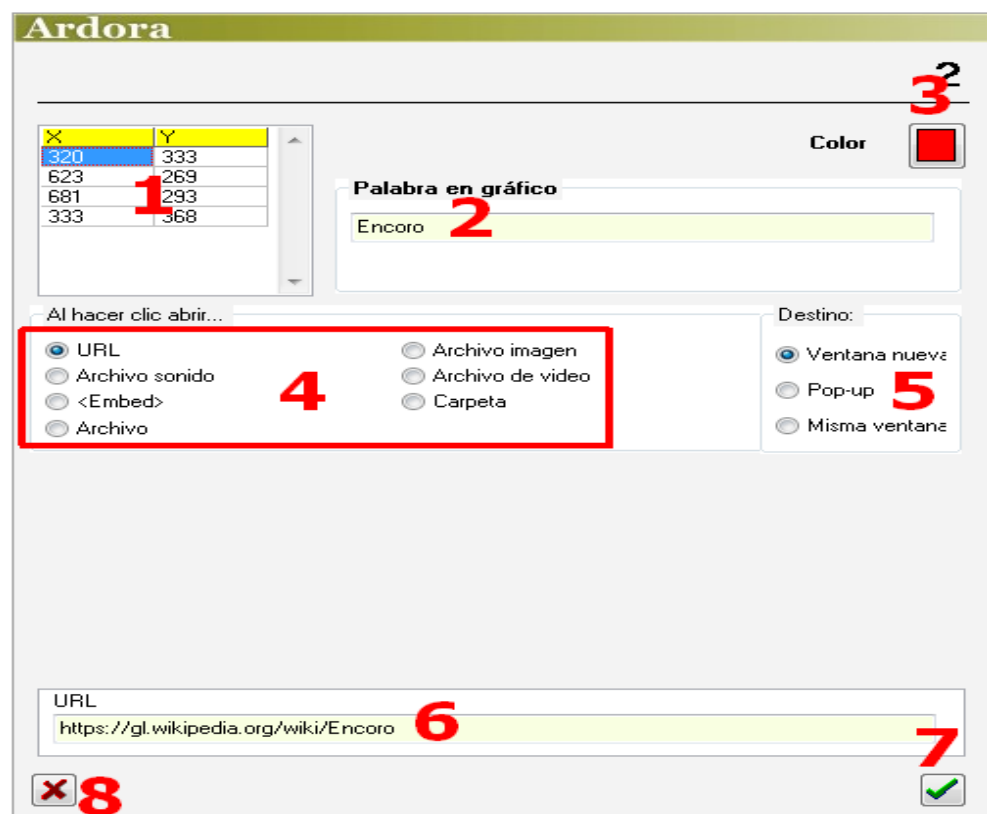 Ardora
2
3
X Y
320 333
623 269
681 293
333 368
1
Color
Palabra en gráfico
2
Encoro
Al hacer clic abrir...
URL
Archivo sonido
<Embed>
Archivo
Archivo imagen
Archivo de video
Carpeta
4
Destino:
Ventana nueva
Pop-up
Misma ventana
5
URL
https://gl.wikipedia.org/wiki/Encoro
6
7
8